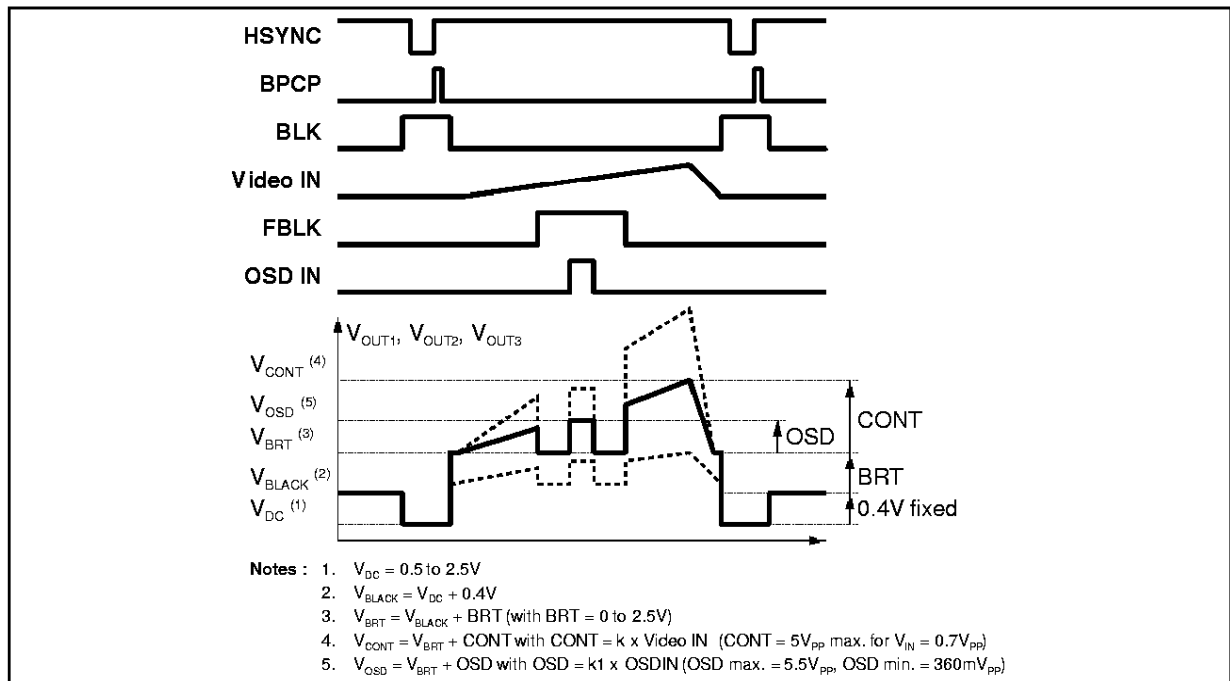 HSYNC
BPCP
BLK
Video IN
FBLK
OSD IN
VOUT1, VOUT2, VOUT3
VCONT (4)
VOSD (5)
VBRT (3)
VBLACK (2)
VDC (1)
CONT
OSD
BRT
0.4V fixed
Notes : 1. VDC = 0.5 to 2.5V
2. VBLACK = VDC + 0.4V
3. VBRT = VBLACK + BRT (with BRT = 0 to 2.5V)
4. VCONT = VBRT + CONT with CONT = k x Video IN (CONT = 5VPP max. for VIN = 0.7VPP)
5. VOSD = VBRT + OSD with OSD = k1 x OSDIN (OSD max. = 5.5VPP, OSD min. = 360mVPP)